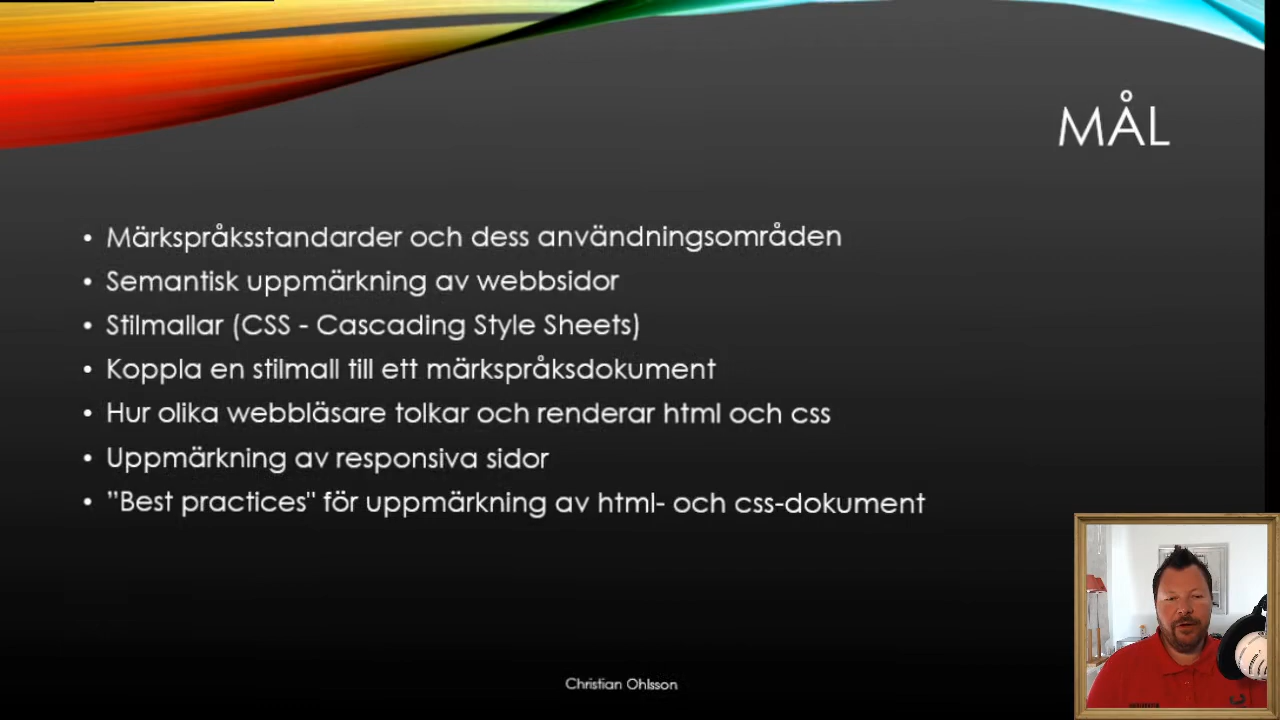 MÅL
• Märkspråksstandarder och dess användningsområden
• Semantisk uppmärkning av webbsidor
• Stilmallar (CSS - Cascading Style Sheets)
• Koppla en stilmall till ett märkspråksdokument
• Hur olika webbläsare tolkar och renderar html och css
• Uppmärkning av responsiva sidor
• ”Best practices" för uppmärkning av html- och css-dokument
Christian Ohlsson